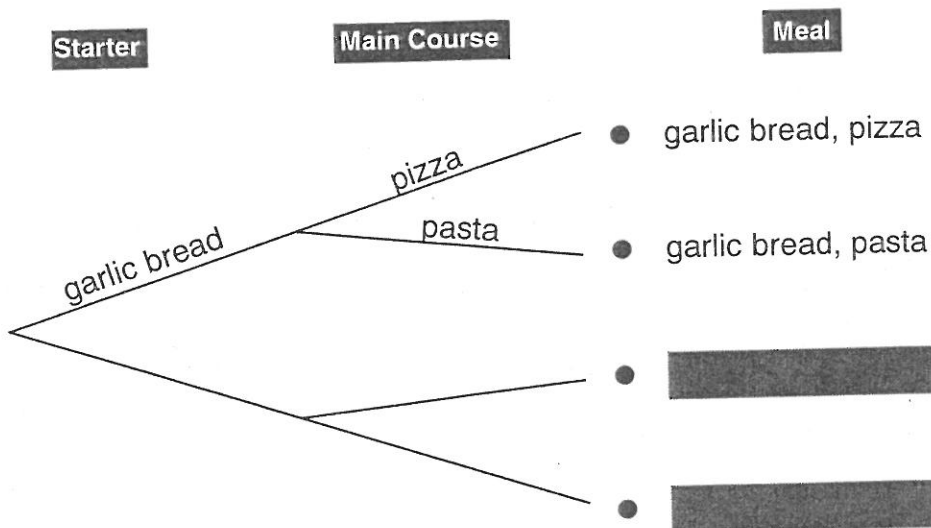 Starter
Main Course
Meal
garlic bread
pizza
pasta
garlic bread, pizza
garlic bread, pasta